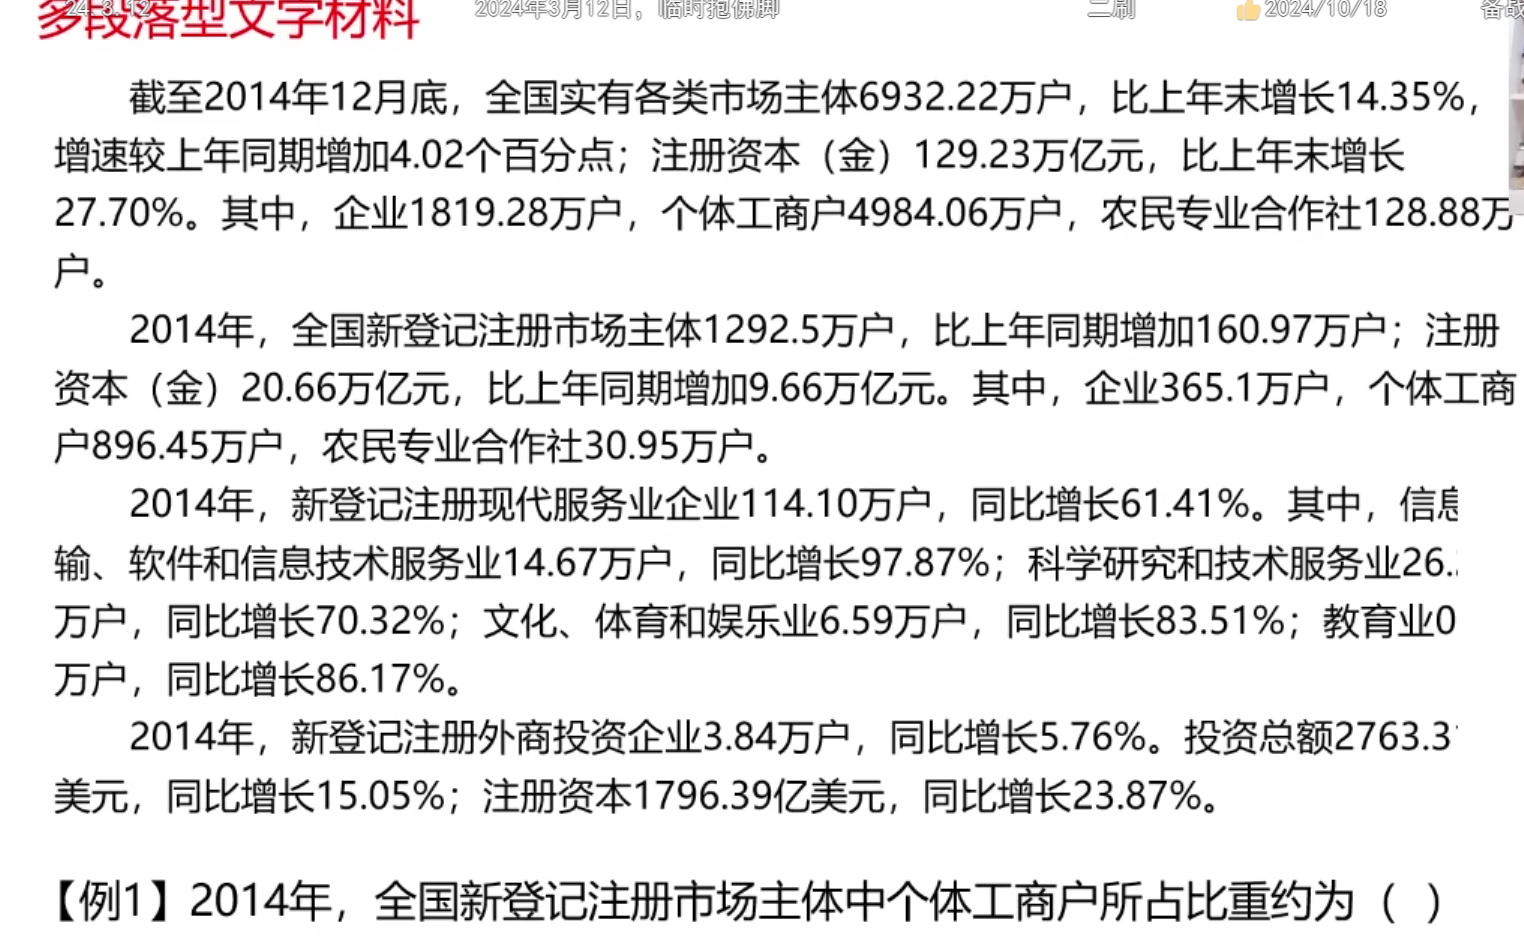 多段落型文字材料
24.3.12 2024年3月12日，临时抱佛脚 二刷 2024/10/18 备战
截至2014年12月底，全国实有各类市场主体6932.22万户，比上年末增长14.35%，
增速较上年同期增加4.02个百分点；注册资本（金）129.23万亿元，比上年末增长
27.70%。其中，企业1819.28万户，个体工商户4984.06万户，农民专业合作社128.88万
户。
2014年，全国新登记注册市场主体1292.5万户，比上年同期增加160.97万户；注册
资本（金）20.66万亿元，比上年同期增加9.66万亿元。其中，企业365.1万户，个体工商
户896.45万户，农民专业合作社30.95万户。
2014年，新登记注册现代服务业企业114.10万户，同比增长61.41%。其中，信息
输、软件和信息技术服务业14.67万户，同比增长97.87%；科学研究和技术服务业26.
万户，同比增长70.32%；文化、体育和娱乐业6.59万户，同比增长83.51%；教育业0
万户，同比增长86.17%。
2014年，新登记注册外商投资企业3.84万户，同比增长5.76%。投资总额2763.3
美元，同比增长15.05%；注册资本1796.39亿美元，同比增长23.87%。
【例1】2014年，全国新登记注册市场主体中个体工商户所占比重约为（ ）